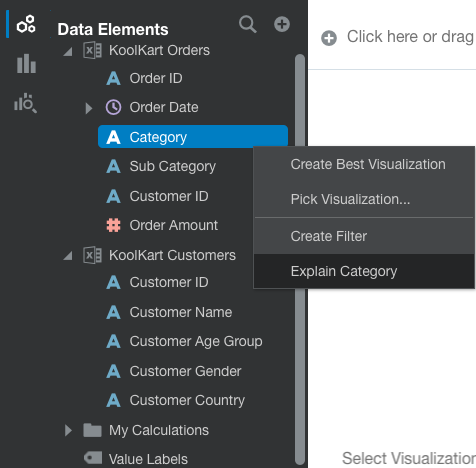 Data Elements
Click here or drag
KoolKart Orders
Order ID
Order Date
Category
Sub Category
Customer ID
Order Amount
Create Best Visualization
Pick Visualization...
Create Filter
Explain Category
KoolKart Customers
Customer ID
Customer Name
Customer Age Group
Customer Gender
Customer Country
My Calculations
Value Labels
Select Visualization